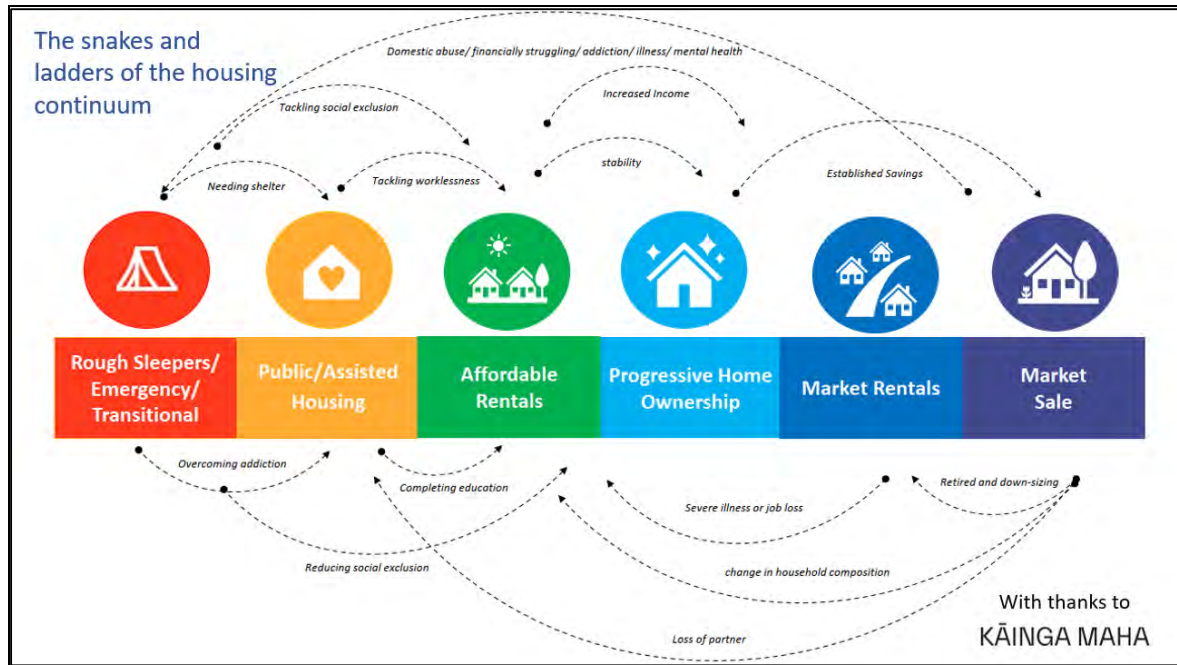 The snakes and
ladders of the housing
continuum
Domestic abuse/ financially struggling/ addiction/ illness/ mental health
Increased Income
Tackling social exclusion
stability
Established Savings
Needing shelter
Tackling worklessness
Rough Sleepers/
Emergency/
Transitional
Public/Assisted
Housing
Affordable
Rentals
Progressive Home
Ownership
Market Rentals
Market
Sale
Overcoming addiction
Completing education
Retired and down-sizing
Severe illness or job loss
Reducing social exclusion
change in household composition
Loss of partner
With thanks to
KĀINGA MAHA